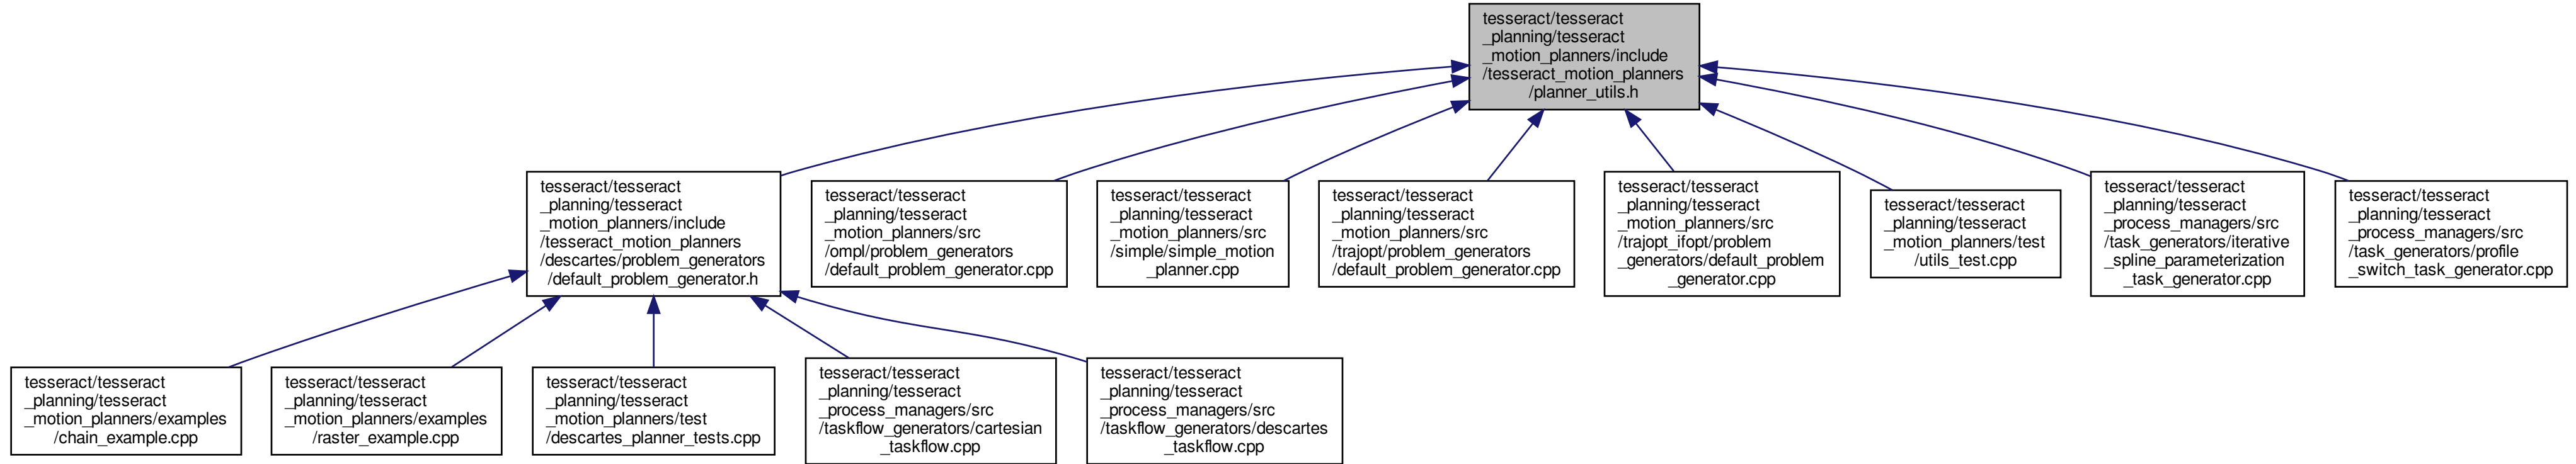 tesseract/tesseract
_planning/tesseract
_motion_planners/include
/tesseract_motion_planners
/planner_utils.h
tesseract/tesseract
_planning/tesseract
_motion_planners/include
/tesseract_motion_planners
/descartes/problem_generators
/default_problem_generator.h
tesseract/tesseract
_planning/tesseract
_motion_planners/src
/ompl/problem_generators
/default_problem_generator.cpp
tesseract/tesseract
_planning/tesseract
_motion_planners/src
/simple/simple_motion
_planner.cpp
tesseract/tesseract
_planning/tesseract
_motion_planners/src
/trajopt/problem_generators
/default_problem_generator.cpp
tesseract/tesseract
_planning/tesseract
_motion_planners/src
/trajopt_ifopt/problem
_generators/default_problem
_generator.cpp
tesseract/tesseract
_planning/tesseract
_motion_planners/test
/utils_test.cpp
tesseract/tesseract
_planning/tesseract
_process_managers/src
/task_generators/iterative
_spline_parameterization
_task_generator.cpp
tesseract/tesseract
_planning/tesseract
_process_managers/src
/task_generators/profile
_switch_task_generator.cpp
tesseract/tesseract
_planning/tesseract
_motion_planners/examples
/chain_example.cpp
tesseract/tesseract
_planning/tesseract
_motion_planners/examples
/raster_example.cpp
tesseract/tesseract
_planning/tesseract
_motion_planners/test
/descartes_planner_tests.cpp
tesseract/tesseract
_planning/tesseract
_process_managers/src
/taskflow_generators/cartesian
_taskflow.cpp
tesseract/tesseract
_planning/tesseract
_process_managers/src
/taskflow_generators/descartes
_taskflow.cpp